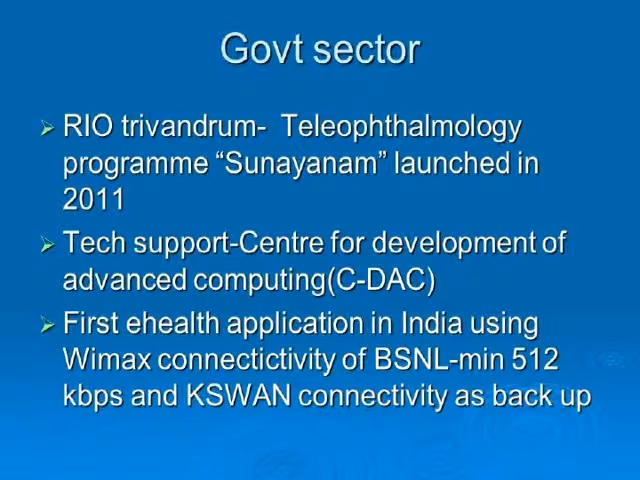 Govt sector
➢ RIO trivandrum-  Teleophthalmology
programme “Sunayanam” launched in
2011
➢ Tech support-Centre for development of
advanced computing(C-DAC)
➢ First ehealth application in India using
Wimax connectictivity of BSNL-min 512
kbps and KSWAN connectivity as back up